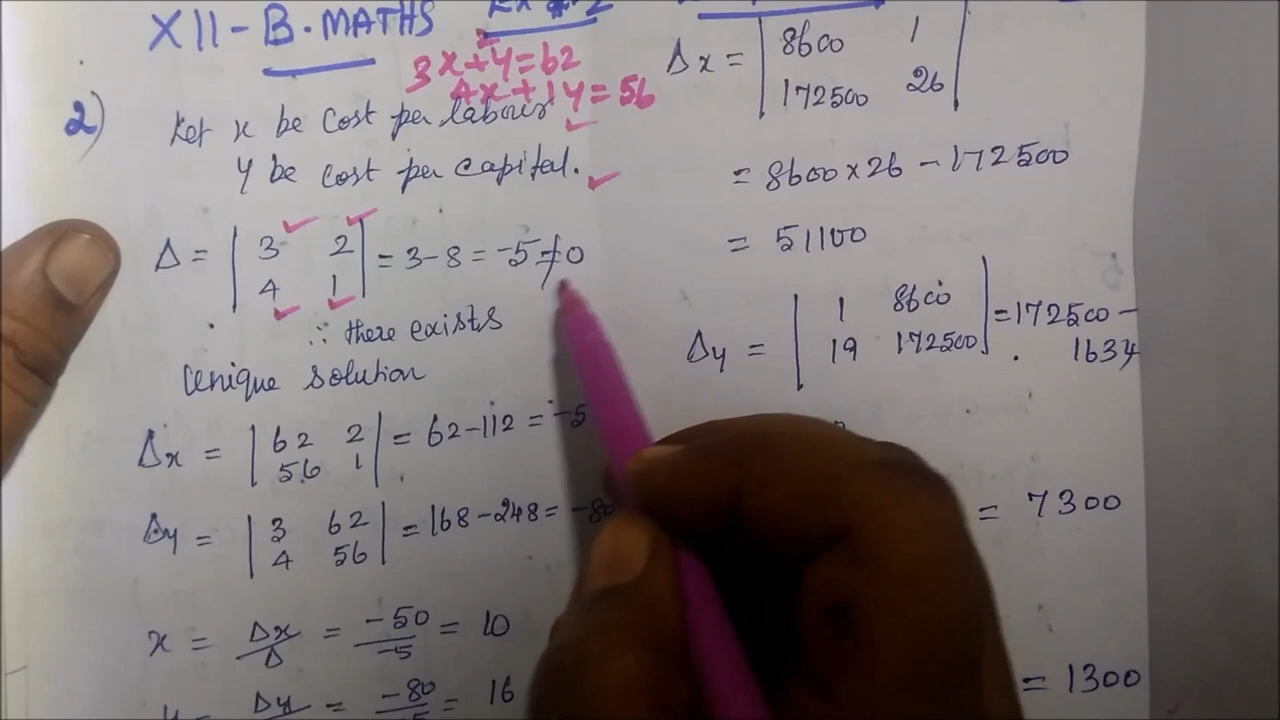 XII - B. MATHS
3x + 2y = 62
4x + 1y = 56
2) Let x be cost per labour
y be cost per capital.
Δ = | 3 2 | = 3 - 8 = -5 ≠ 0
| 4 1 |
∴ there exists
Unique solution
Δx = | 62 2 | = 62 - 112 = -5
| 56 1 |
Δy = | 3 62 | = 168 - 248 = -80
| 4 56 |
x = Δx/Δ = -50/-5 = 10
Δy = -80 = 16
Δx = | 8600 1 |
| 172500 26 |
= 8600 × 26 - 172500
= 51100
Δy = | 1 8600 | = 172500 -
| 19 172500 | 1634
= 7300
= 1300